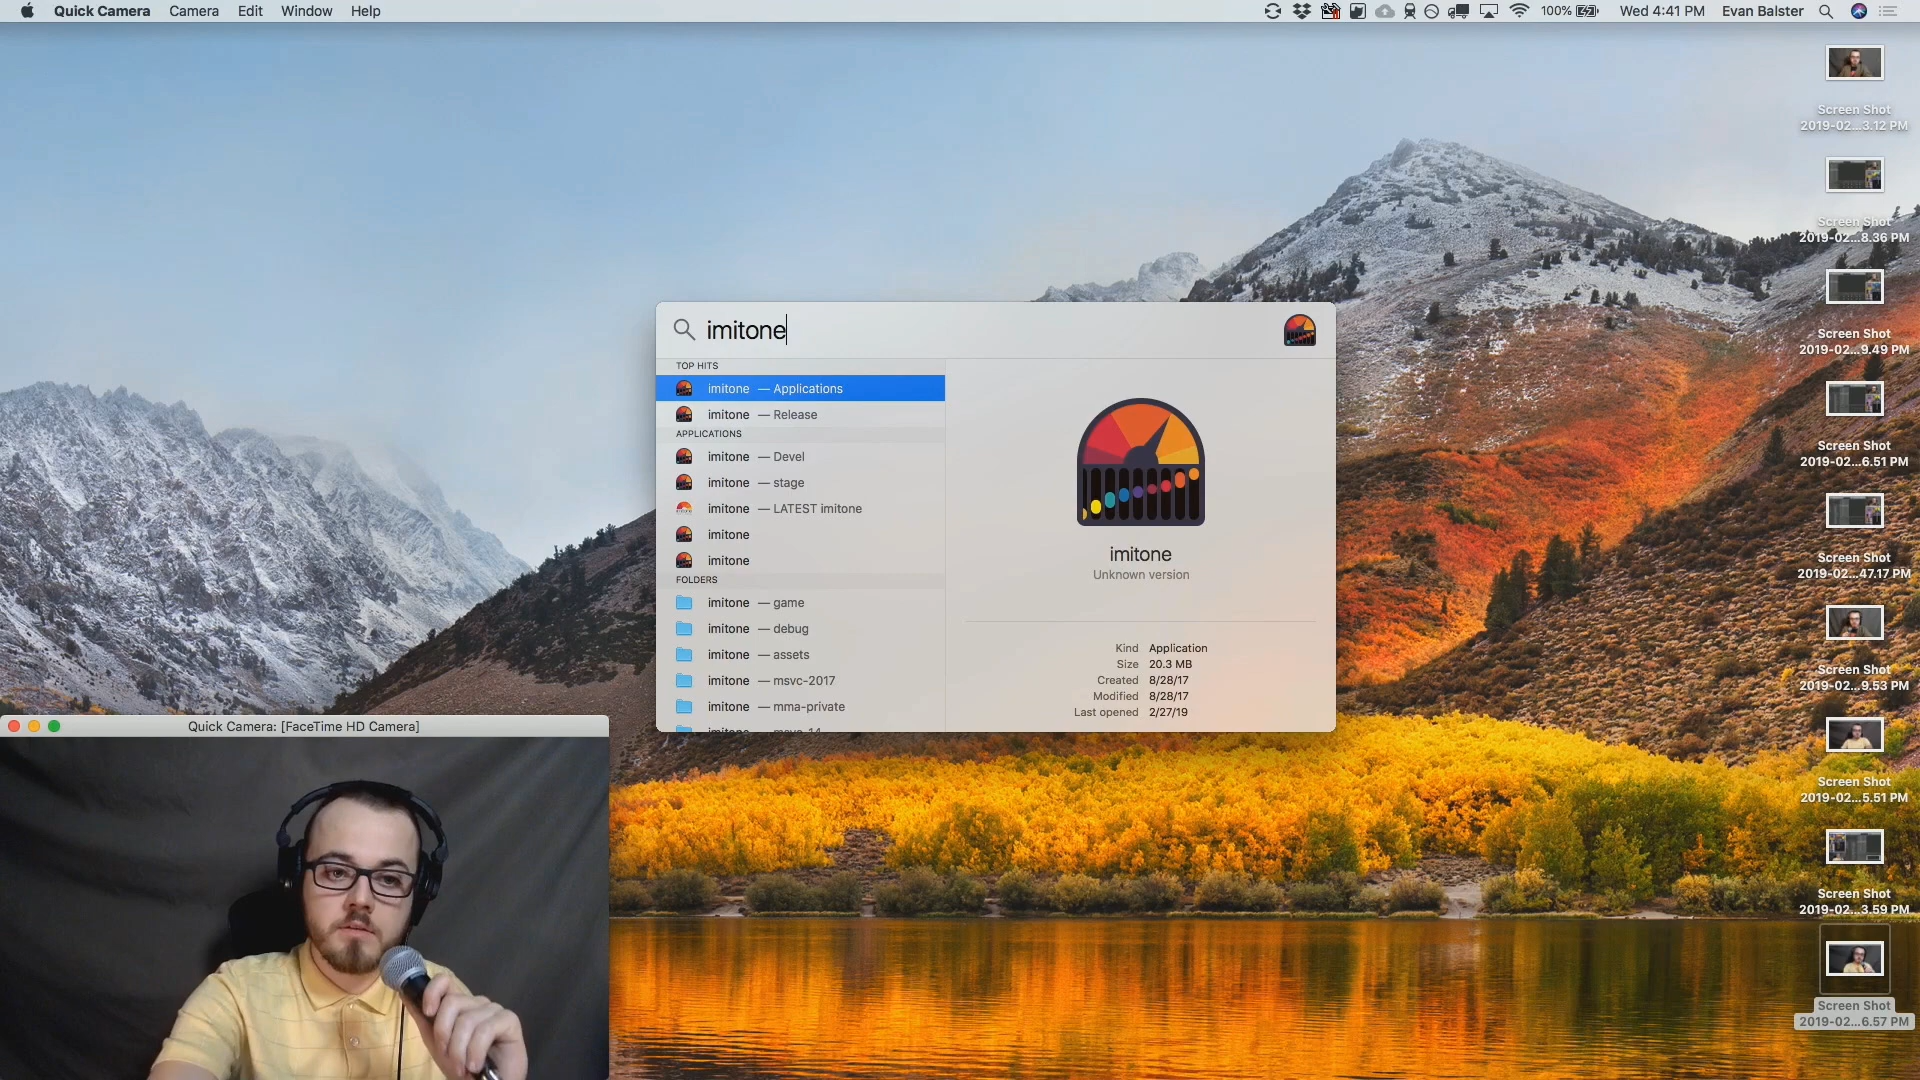 Quick Camera Camera Edit Window Help
100% Wed 4:41 PM Evan Balster
Screen Shot
2019-02...3.12 PM
Screen Shot
2019-02...8.36 PM
Screen Shot
2019-02...9.49 PM
Screen Shot
2019-02...6.51 PM
Screen Shot
2019-02...47.17 PM
Screen Shot
2019-02...9.53 PM
Screen Shot
2019-02...5.51 PM
Screen Shot
2019-02...3.59 PM
Screen Shot
2019-02...6.57 PM
imitone
TOP HITS
imitone — Applications
imitone — Release
APPLICATIONS
imitone — Devel
imitone — stage
imitone — LATEST imitone
imitone
imitone
FOLDERS
imitone — game
imitone — debug
imitone — assets
imitone — msvc-2017
imitone — mma-private
imitone
Unknown version
Kind Application
Size 20.3 MB
Created 8/28/17
Modified 8/28/17
Last opened 2/27/19
Quick Camera: [FaceTime HD Camera]